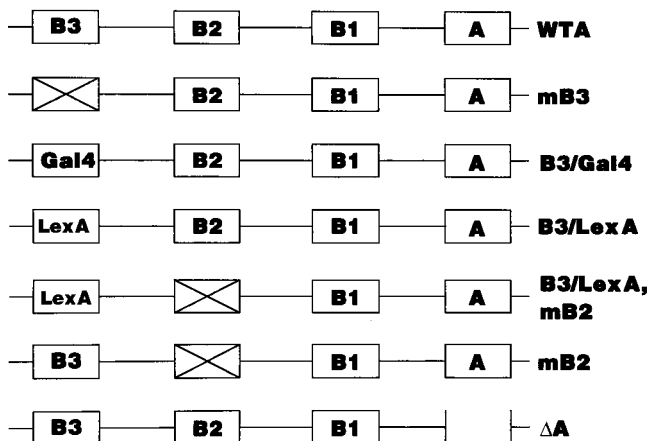 B3 B2 B1 A WTA
B2 B1 A mB3
Gal4 B2 B1 A B3/Gal4
LexA B2 B1 A B3/LexA
LexA B1 A B3/LexA,
mB2
B3 B1 A mB2
B3 B2 B1 ΔA